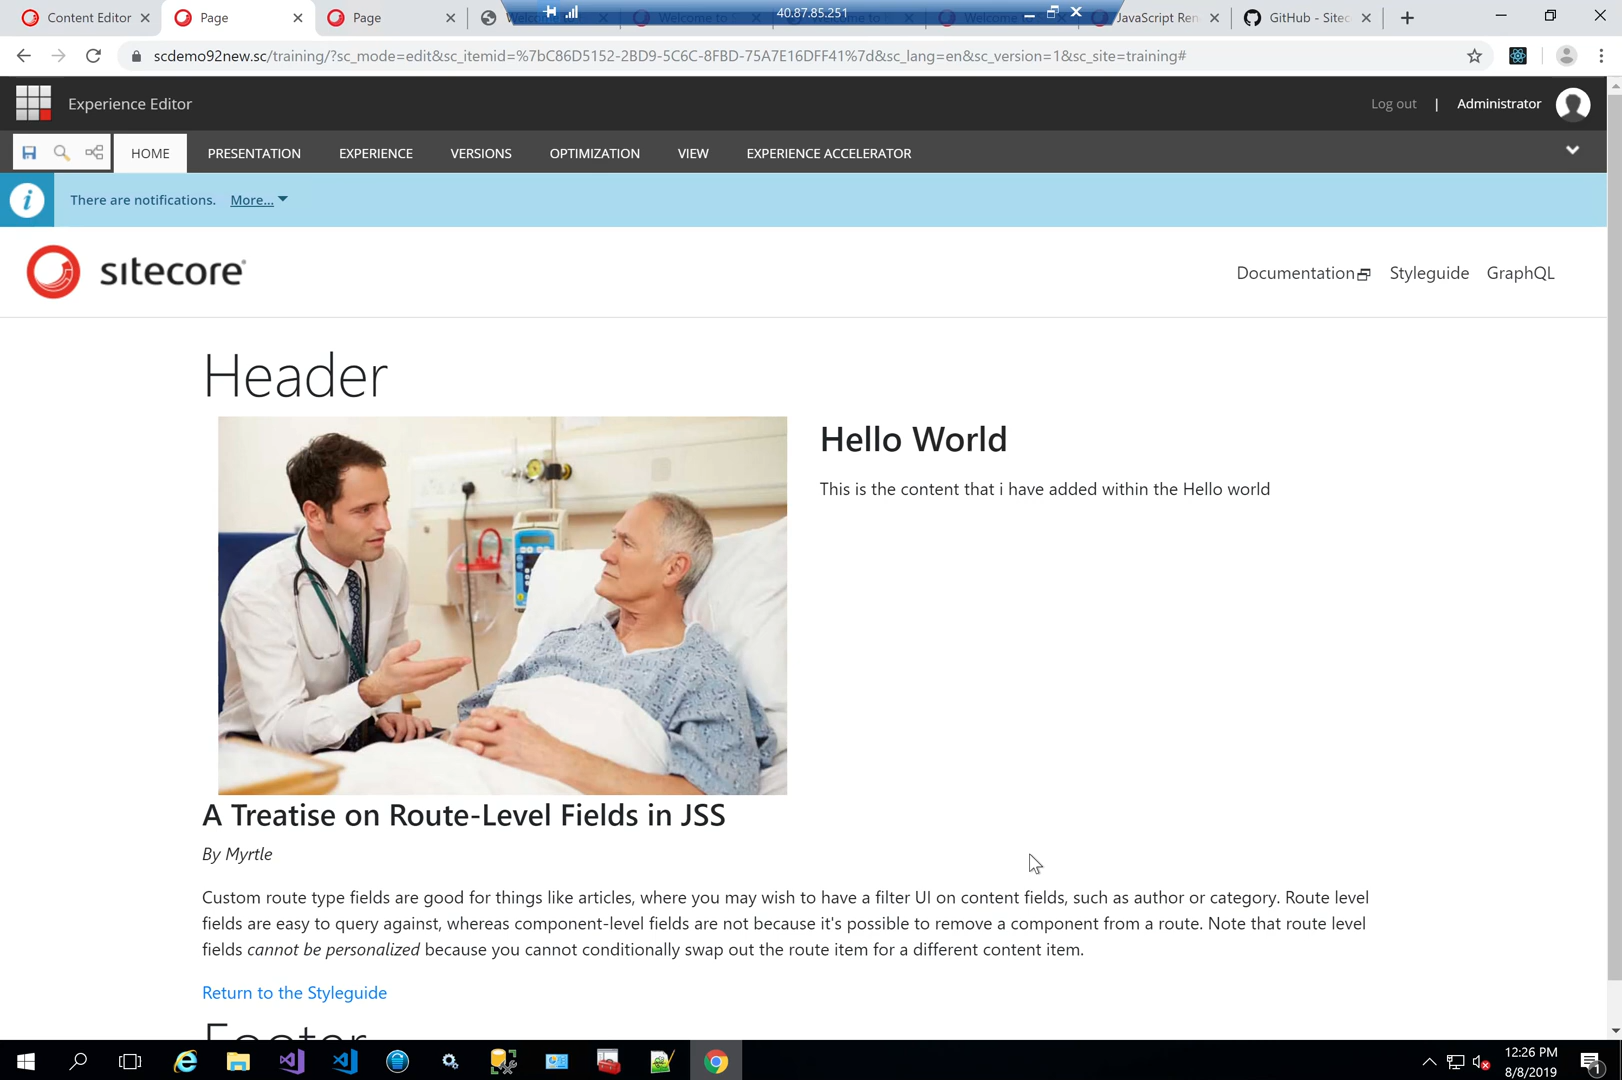 Content Editor
Page
Page
40.87.85.251
JavaScript Ren
GitHub - Sitec
scdemo92new.sc/training/?sc_mode=edit&sc_itemid=%7bC86D5152-2BD9-5C6C-8FBD-75A7E16DFF41%7d&sc_lang=en&sc_version=1&sc_site=training#
Experience Editor
Log out | Administrator
HOME PRESENTATION EXPERIENCE VERSIONS OPTIMIZATION VIEW EXPERIENCE ACCELERATOR
There are notifications. More...
sitecore
Documentation Styleguide GraphQL
Header
Hello World
This is the content that i have added within the Hello world
A Treatise on Route-Level Fields in JSS
By Myrtle
Custom route type fields are good for things like articles, where you may wish to have a filter UI on content fields, such as author or category. Route level
fields are easy to query against, whereas component-level fields are not because it's possible to remove a component from a route. Note that route level
fields cannot be personalized because you cannot conditionally swap out the route item for a different content item.
Return to the Styleguide
Footer
12:26 PM
8/8/2019
1